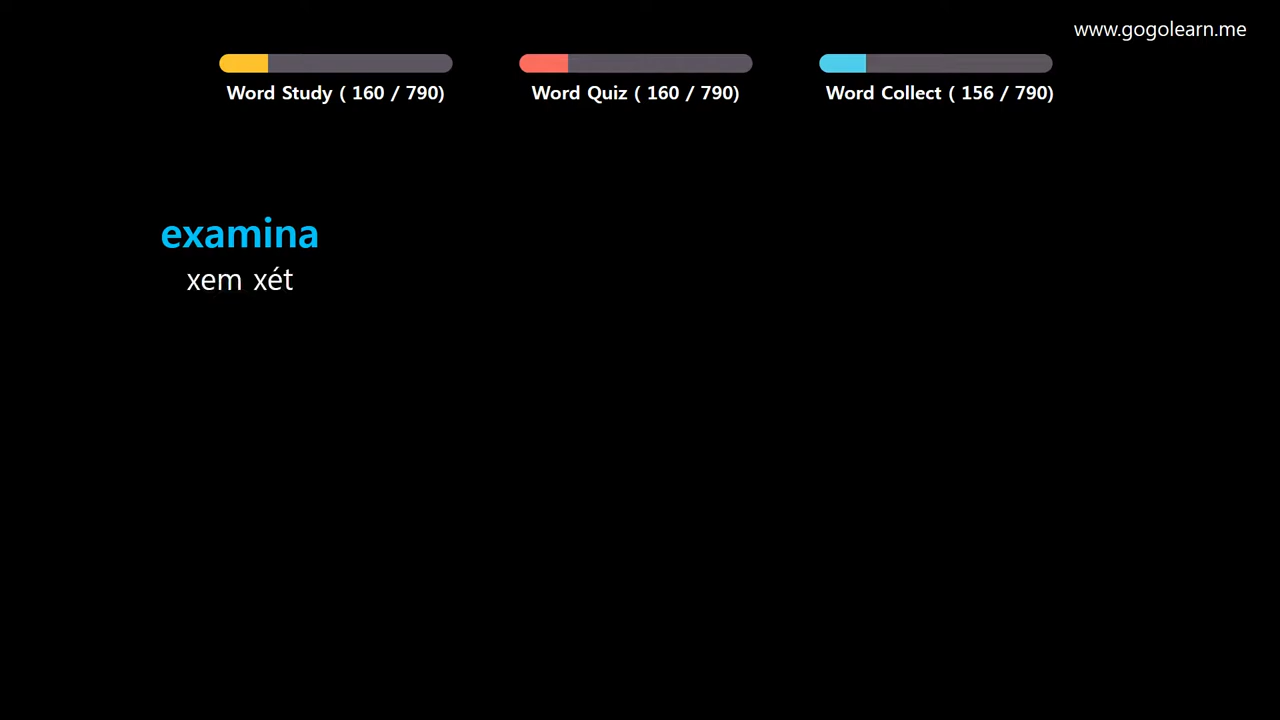 www.gogolearn.me
Word Study ( 160 / 790)
Word Quiz ( 160 / 790)
Word Collect ( 156 / 790)
examina
xem xét